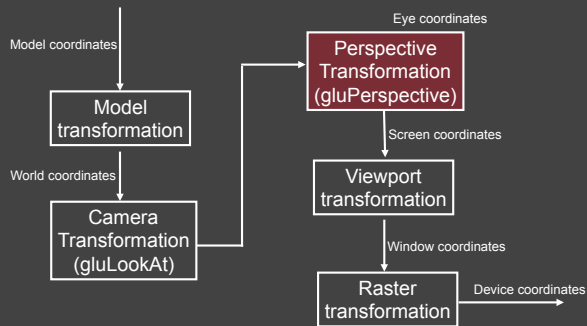 Model coordinates
Model
transformation
World coordinates
Camera
Transformation
(gluLookAt)
Eye coordinates
Perspective
Transformation
(gluPerspective)
Screen coordinates
Viewport
transformation
Window coordinates
Raster
transformation
Device coordinates